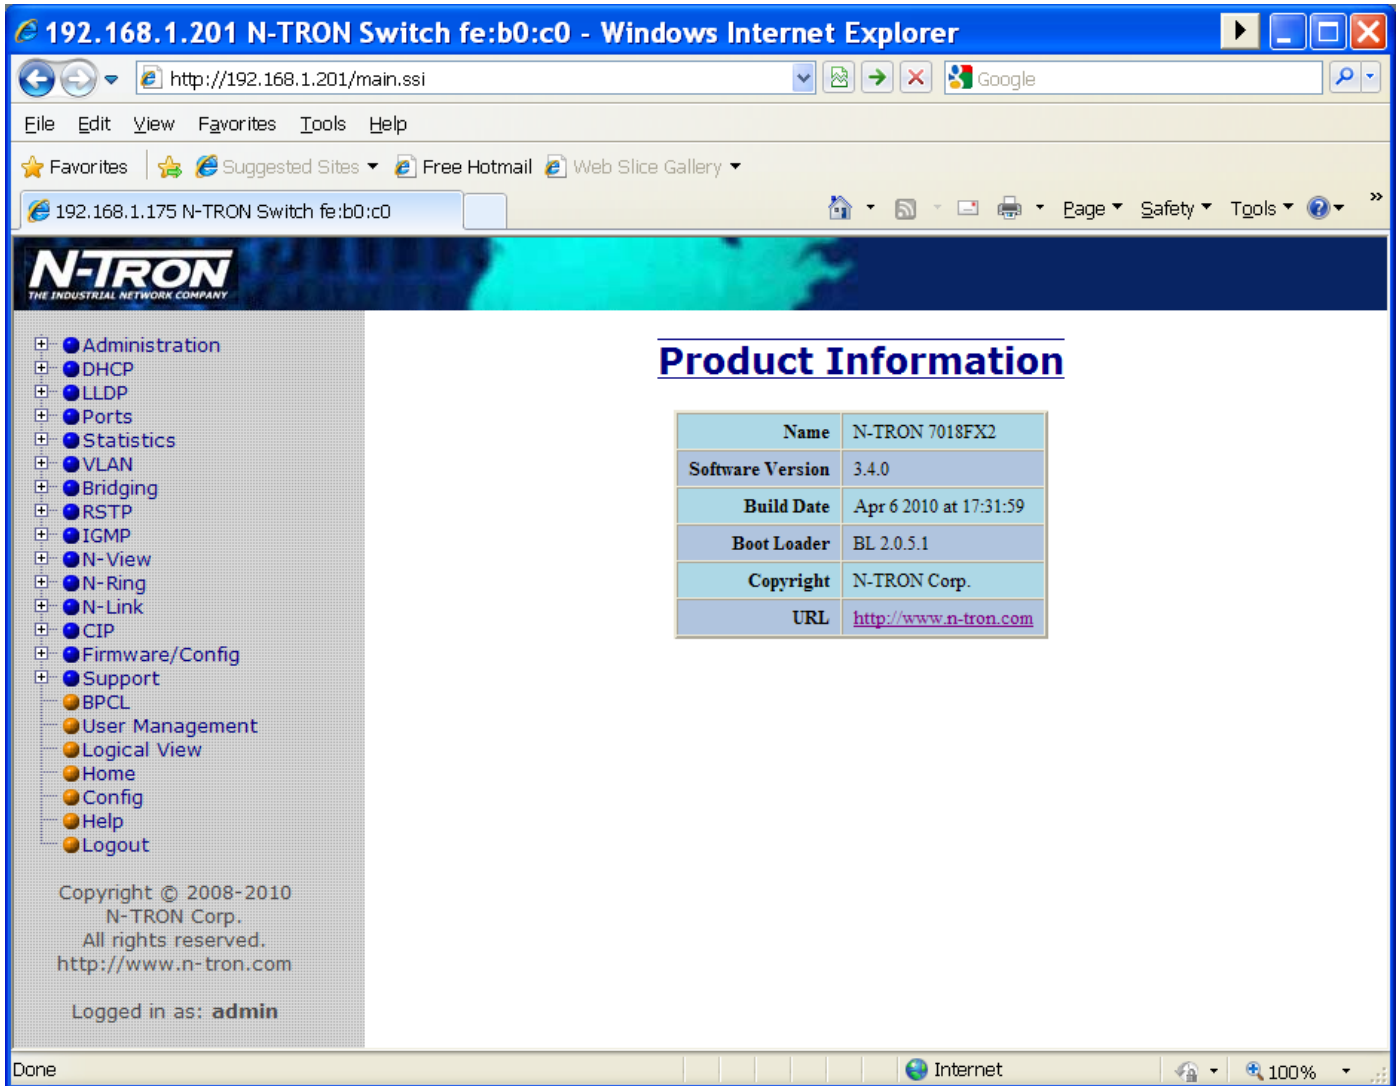 192.168.1.201 N-TRON Switch fe:b0:c0 - Windows Internet Explorer
http://192.168.1.201/main.ssi
Google
File Edit View Favorites Tools Help
Favorites Suggested Sites Free Hotmail Web Slice Gallery
192.168.1.175 N-TRON Switch fe:b0:c0
Page Safety Tools »
N-TRON
THE INDUSTRIAL NETWORK COMPANY
Administration
DHCP
LLDP
Ports
Statistics
VLAN
Bridging
RSTP
IGMP
N-View
N-Ring
N-Link
CIP
Firmware/Config
Support
BPCL
User Management
Logical View
Home
Config
Help
Logout
Copyright © 2008-2010
N-TRON Corp.
All rights reserved.
http://www.n-tron.com
Logged in as: admin
Product Information
Name N-TRON 7018FX2
Software Version 3.4.0
Build Date Apr 6 2010 at 17:31:59
Boot Loader BL 2.0.5.1
Copyright N-TRON Corp.
URL http://www.n-tron.com
Done Internet 100%